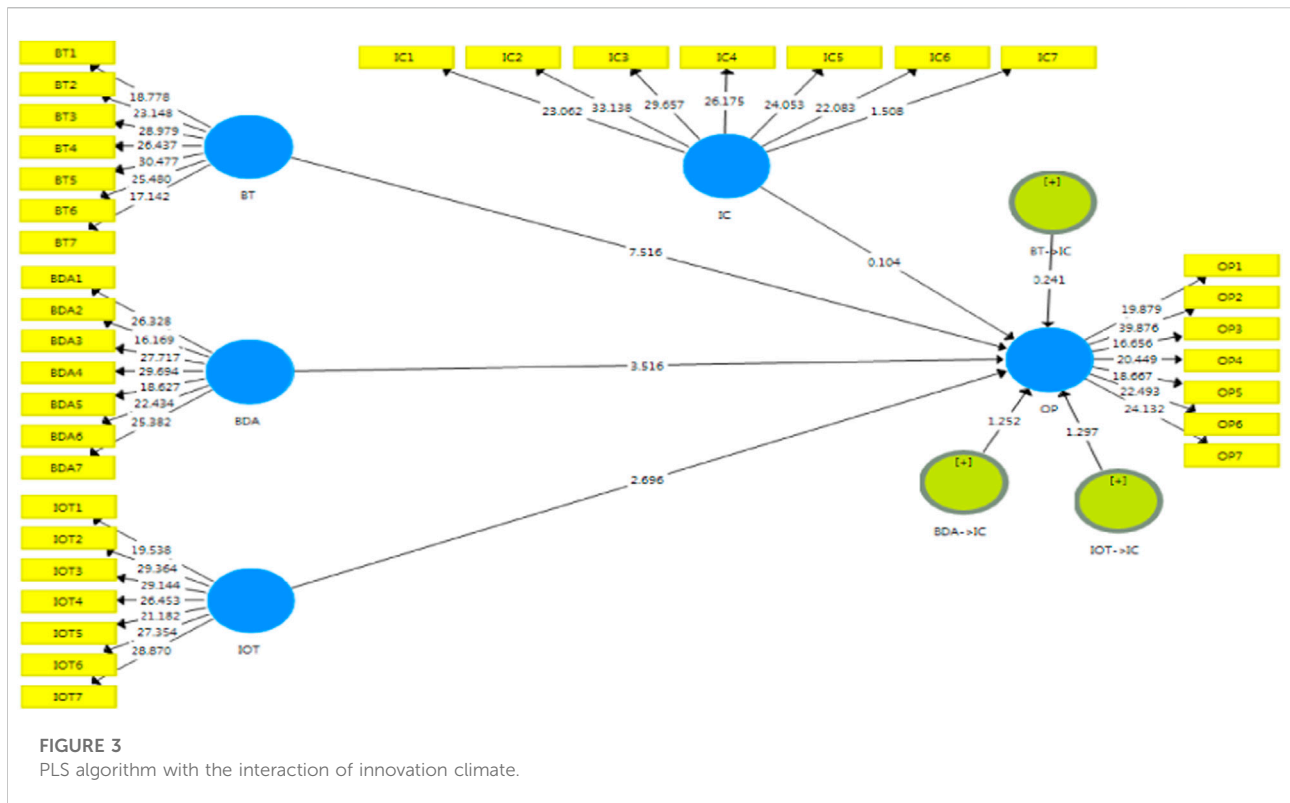 BT1
BT2
BT3
BT4
BT5
BT6
BT7
18.778
23.148
28.979
26.437
30.477
25.480
17.142
BT
IC1
IC2
IC3
IC4
IC5
IC6
IC7
23.062
33.138
29.657
26.175
24.053
22.083
1.508
IC
BDA1
BDA2
BDA3
BDA4
BDA5
BDA6
BDA7
26.328
16.169
27.717
29.694
18.627
22.434
25.382
BDA
IOT1
IOT2
IOT3
IOT4
IOT5
IOT6
IOT7
19.538
29.364
29.144
26.453
21.182
27.354
28.870
IOT
7.516
0.104
3.516
2.696
[+]
BT->IC
0.241
OP
OP1
OP2
OP3
OP4
OP5
OP6
OP7
19.879
39.876
16.656
20.449
18.667
22.493
24.132
1.252
1.297
[+]
BDA->IC
[+]
IOT->IC
FIGURE 3
PLS algorithm with the interaction of innovation climate.